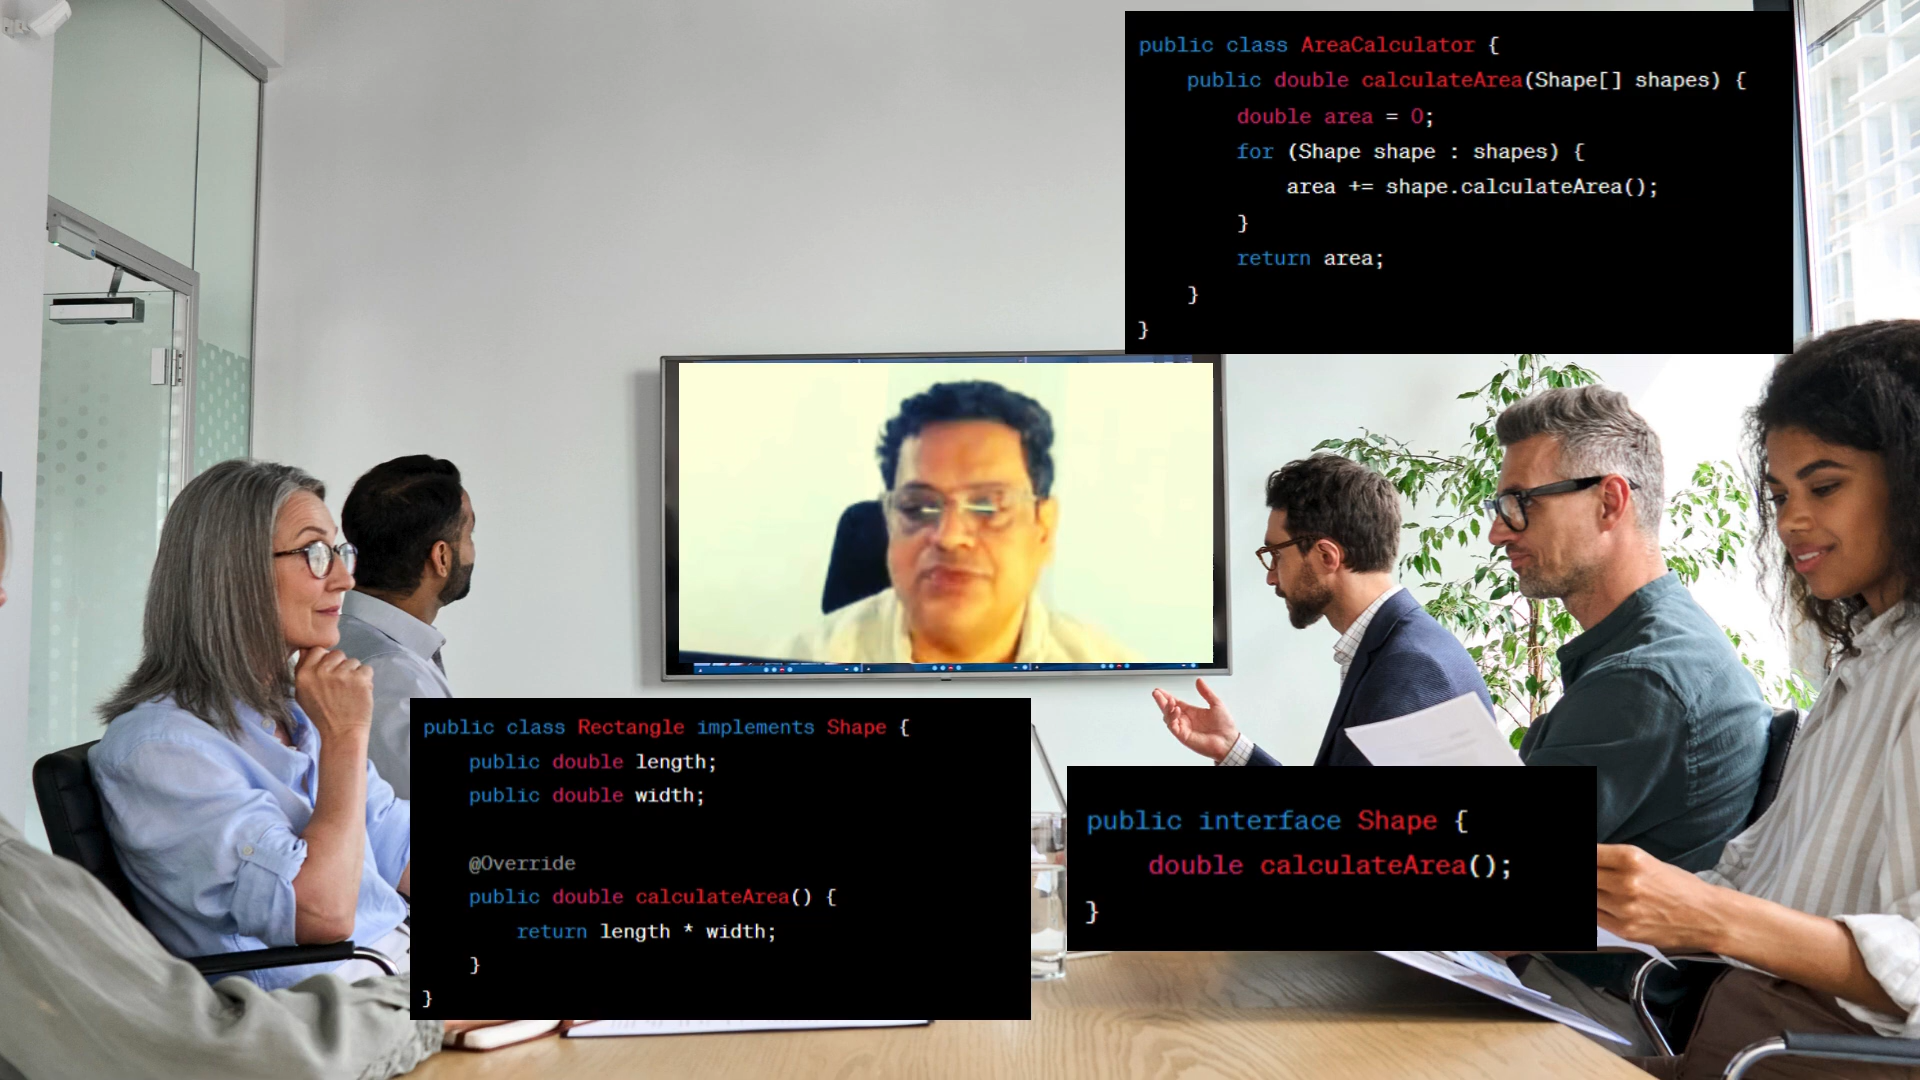 public class AreaCalculator {
    public double calculateArea(Shape[] shapes) {
        double area = 0;
        for (Shape shape : shapes) {
            area += shape.calculateArea();
        }
        return area;
    }
}
public class Rectangle implements Shape {
    public double length;
    public double width;

    @Override
    public double calculateArea() {
        return length * width;
    }
}
public interface Shape {
    double calculateArea();
}